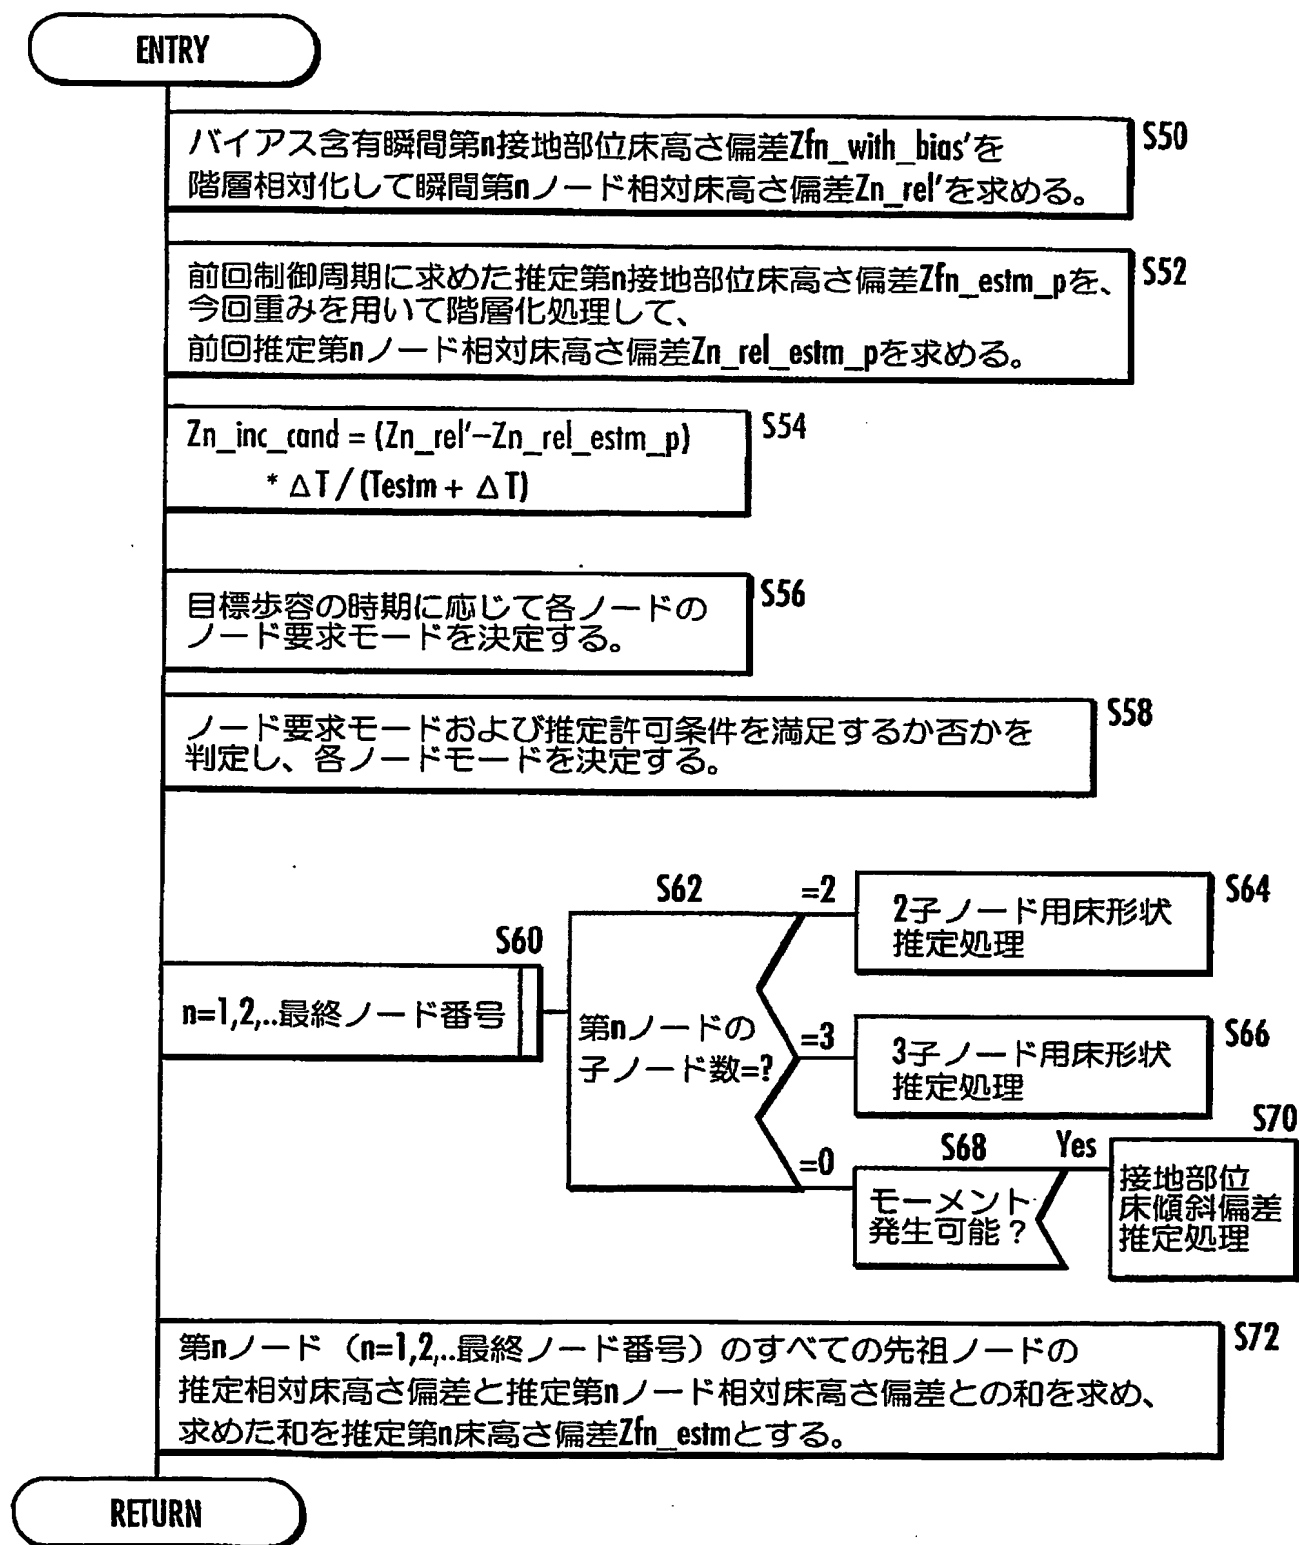 ENTRY
バイアス含有瞬間第n接地部位床高さ偏差Zfn_with_bias'を
階層相対化して瞬間第nノード相対床高さ偏差Zn_rel'を求める。
S50
前回制御周期に求めた推定第n接地部位床高さ偏差Zfn_estm_pを、
今回重みを用いて階層化処理して、
前回推定第nノード相対床高さ偏差Zn_rel_estm_pを求める。
S52
Zn_inc_cand = (Zn_rel'−Zn_rel_estm_p)
* ΔT / (Testm + ΔT)
S54
目標歩容の時期に応じて各ノードの
ノード要求モードを決定する。
S56
ノード要求モードおよび推定許可条件を満足するか否かを
判定し、各ノードモードを決定する。
S58
S60
n=1,2,..最終ノード番号
S62
第nノードの
子ノード数=?
=2
2子ノード用床形状
推定処理
S64
=3
3子ノード用床形状
推定処理
S66
=0
S68
モーメント
発生可能？
Yes
S70
接地部位
床傾斜偏差
推定処理
第nノード（n=1,2,..最終ノード番号）のすべての先祖ノードの
推定相対床高さ偏差と推定第nノード相対床高さ偏差との和を求め、
求めた和を推定第n床高さ偏差Zfn_estmとする。
S72
RETURN